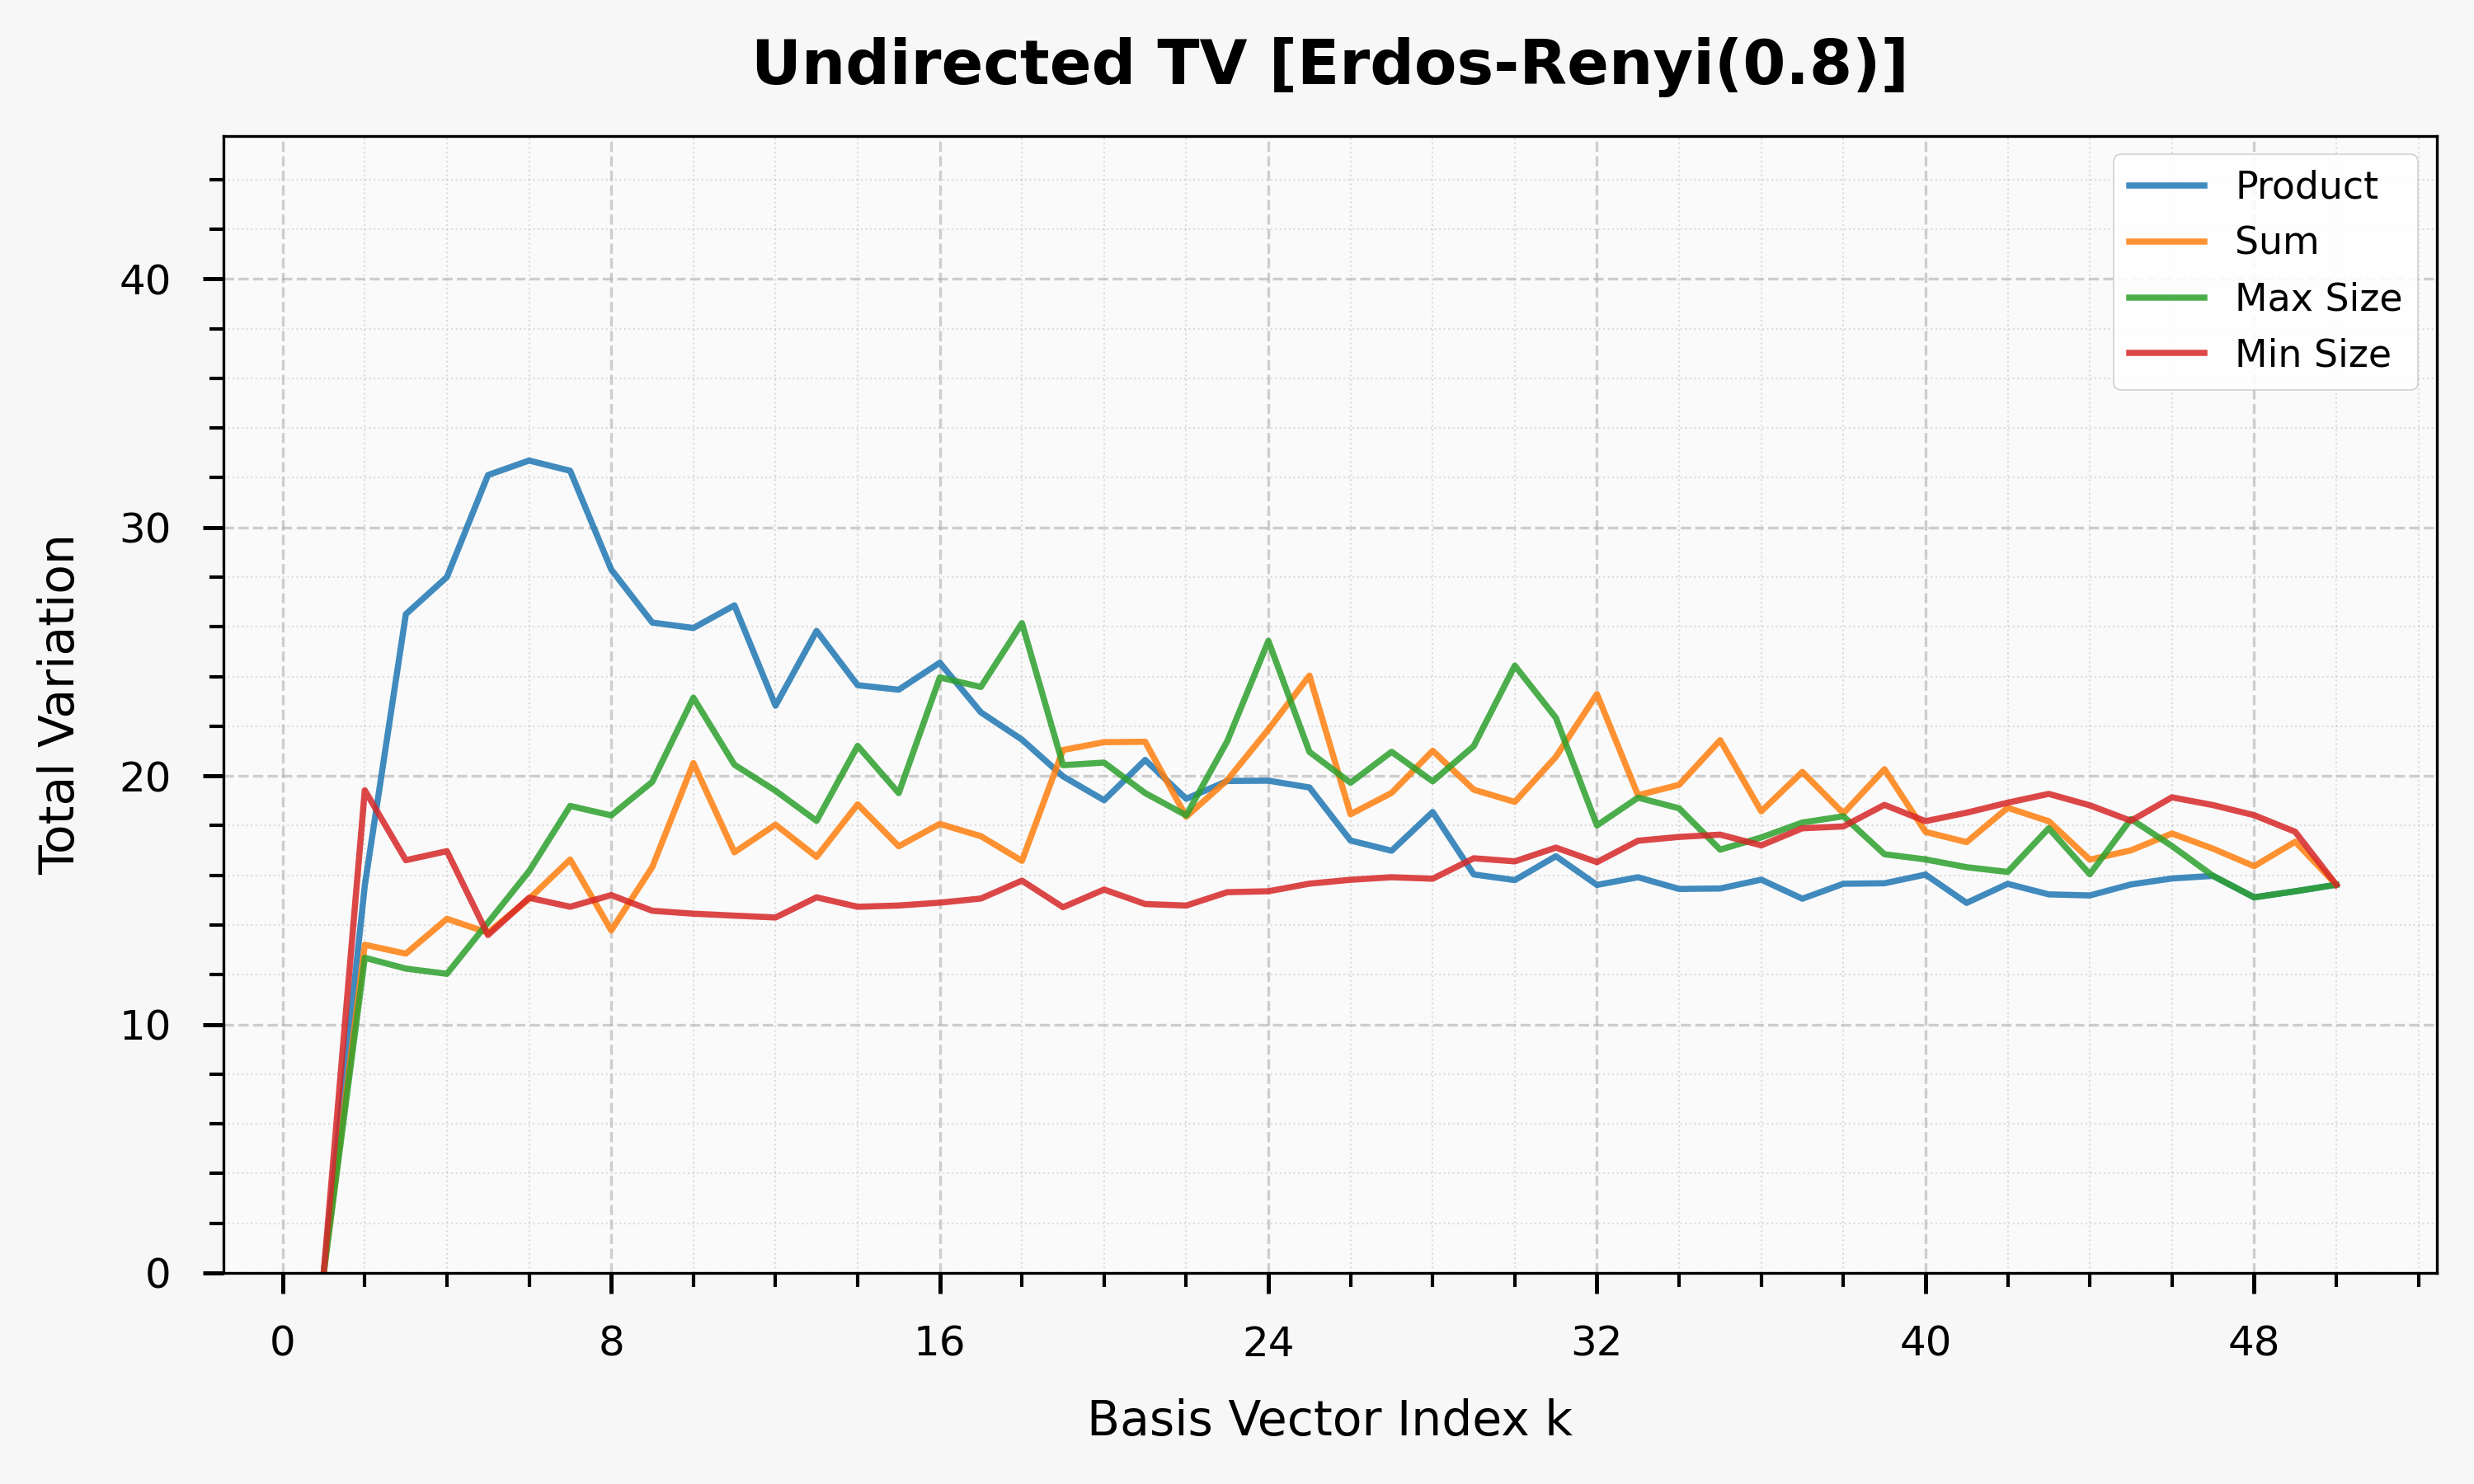 Undirected TV [Erdos-Renyi(0.8)]
Product
Sum
Max Size
Min Size
Total Variation
40
30
20
10
0
0 8 16 24 32 40 48
Basis Vector Index k